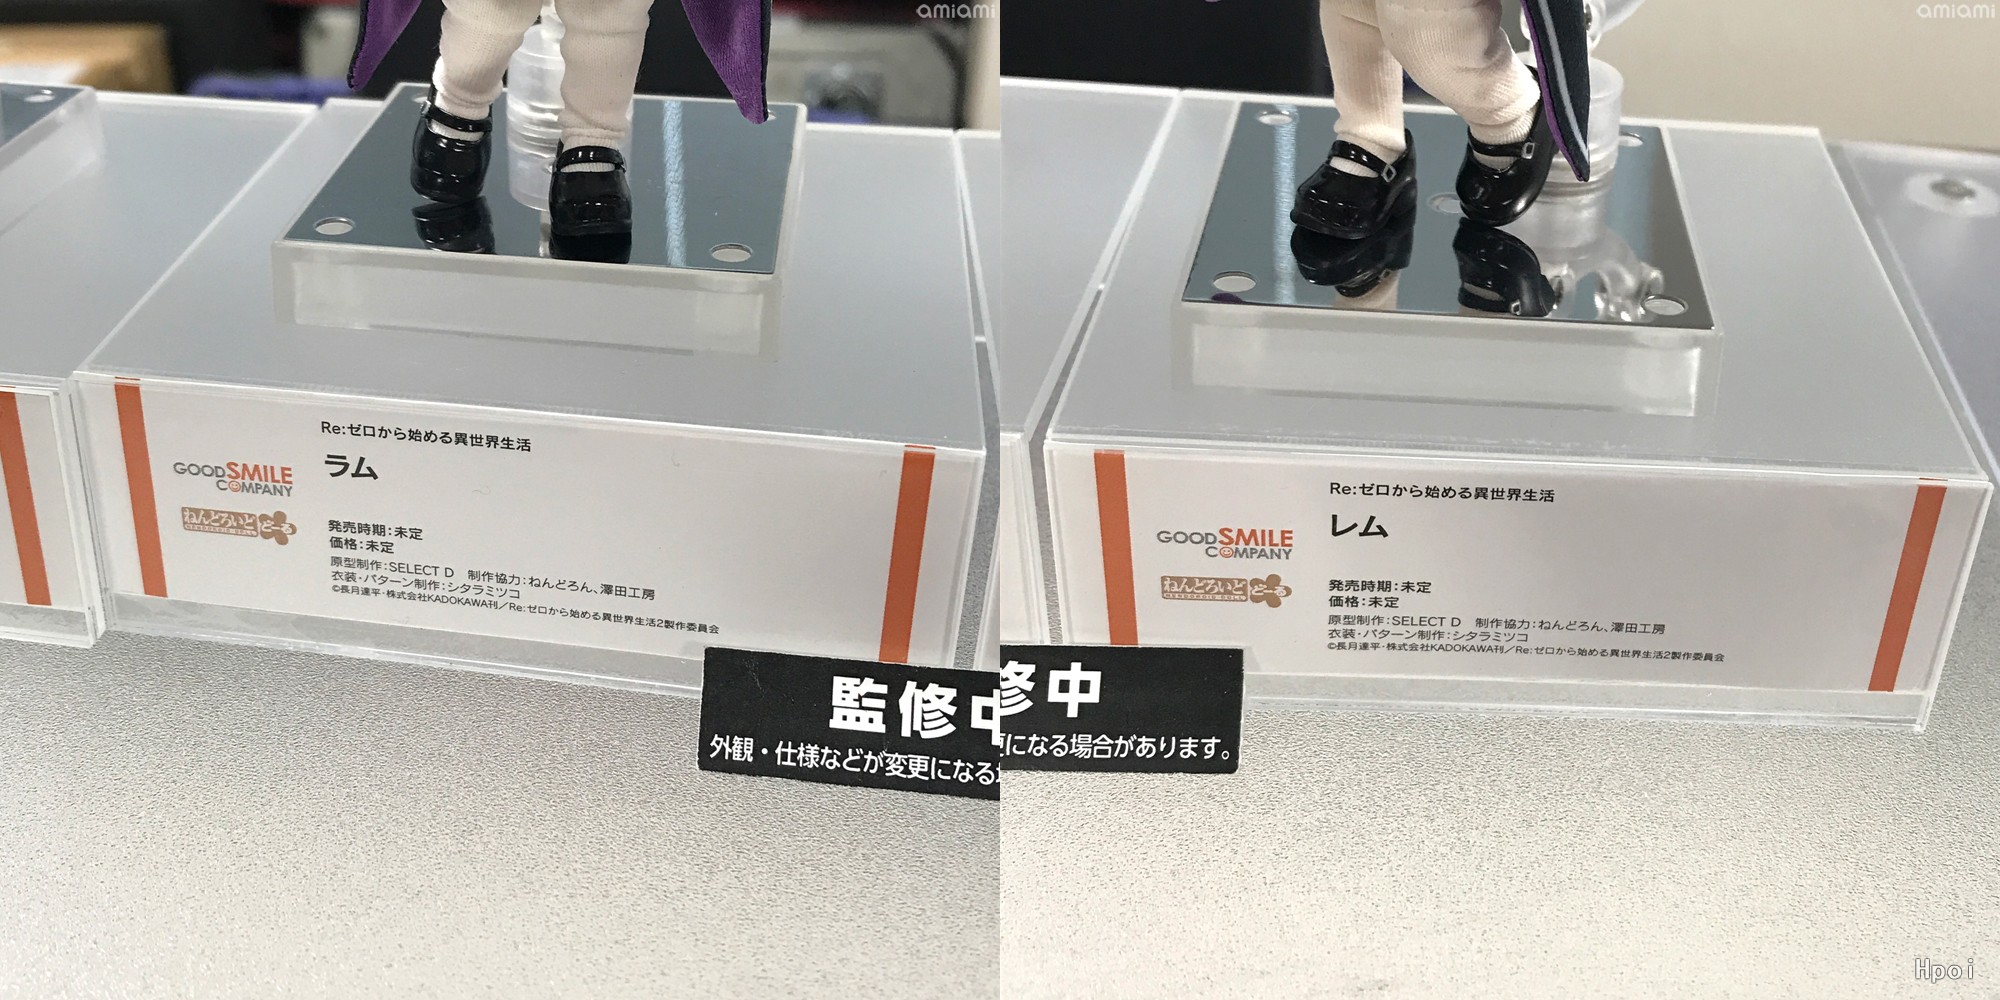 amiami
Re:ゼロから始める異世界生活
ラム
GOOD SMILE
COMPANY
ねんどろいど
どーる
NENDOROID DOLL
発売時期:未定
価格:未定
原型制作:SELECT D 制作協力:ねんどろん、澤田工房
衣装・パターン制作:シタラミツコ
©長月達平・株式会社KADOKAWA刊/Re:ゼロから始める異世界生活2製作委員会
監修中
外観・仕様などが変更になる
amiami
Re:ゼロから始める異世界生活
レム
GOOD SMILE
COMPANY
ねんどろいど
どーる
NENDOROID DOLL
発売時期:未定
価格:未定
原型制作:SELECT D 制作協力:ねんどろん、澤田工房
衣装・パターン制作:シタラミツコ
©長月達平・株式会社KADOKAWA刊/Re:ゼロから始める異世界生活2製作委員会
修中
更になる場合があります。
Hpoi